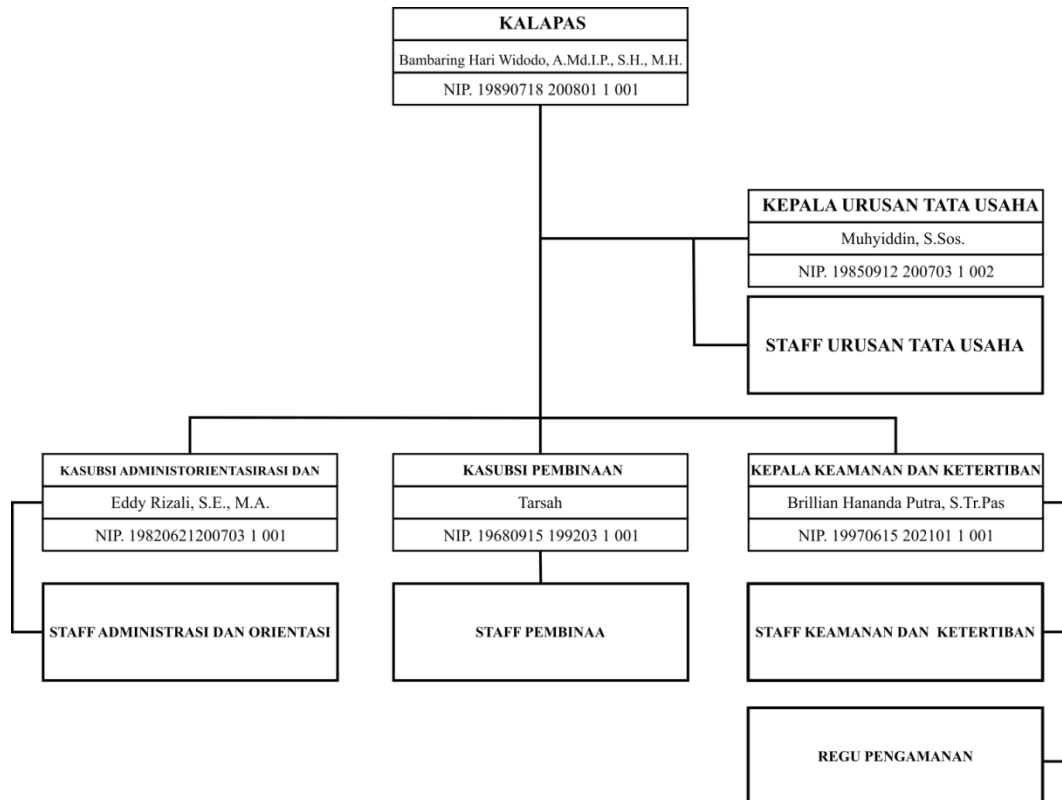 KALAPAS
Bambaring Hari Widodo, A.Md.I.P., S.H., M.H.
NIP. 19890718 200801 1 001
KEPALA URUSAN TATA USAHA
Muhyiddin, S.Sos.
NIP. 19850912 200703 1 002
STAFF URUSAN TATA USAHA
KASUBSI ADMINISTORIENTASIRASI DAN
Eddy Rizali, S.E., M.A.
NIP. 19820621200703 1 001
STAFF ADMINISTRASI DAN ORIENTASI
KASUBSI PEMBINAAN
Tarsah
NIP. 19680915 199203 1 001
STAFF PEMBINAA
KEPALA KEAMANAN DAN KETERTIBAN
Brillian Hananda Putra, S.Tr.Pas
NIP. 19970615 202101 1 001
STAFF KEAMANAN DAN KETERTIBAN
REGU PENGAMANAN